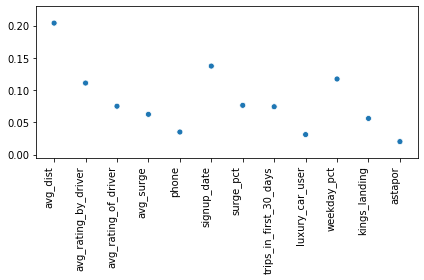 0.20
0.15
0.10
0.05
0.00
avg_dist
avg_rating_by_driver
avg_rating_of_driver
avg_surge
phone
signup_date
surge_pct
trips_in_first_30_days
luxury_car_user
weekday_pct
kings_landing
astapor